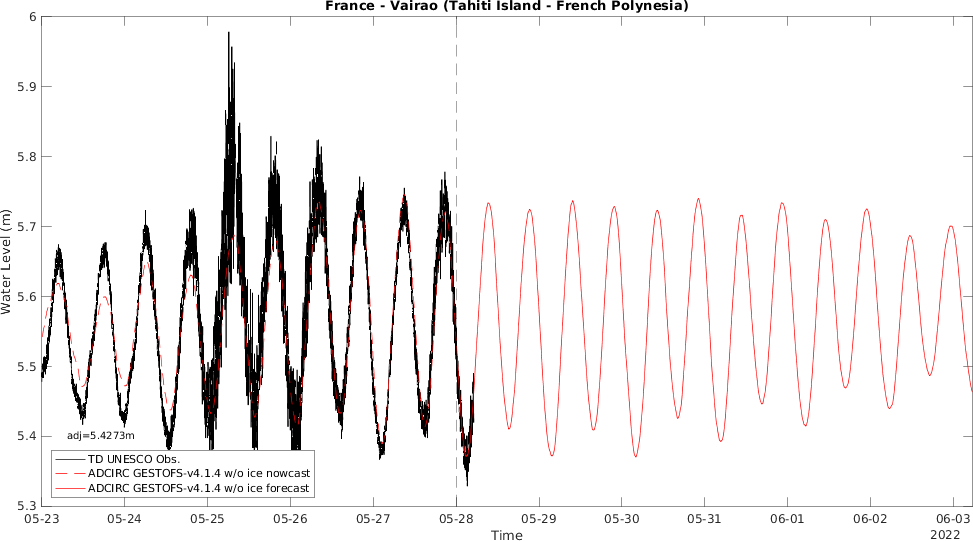 France - Vairao (Tahiti Island - French Polynesia)
6
5.9
5.8
5.7
5.6
5.5
5.4
5.3
Water Level (m)
adj=5.4273m
TD UNESCO Obs.
ADCIRC GESTOFS-v4.1.4 w/o ice nowcast
ADCIRC GESTOFS-v4.1.4 w/o ice forecast
05-23 05-24 05-25 05-26 05-27 05-28 05-29 05-30 05-31 06-01 06-02 06-03
Time
2022